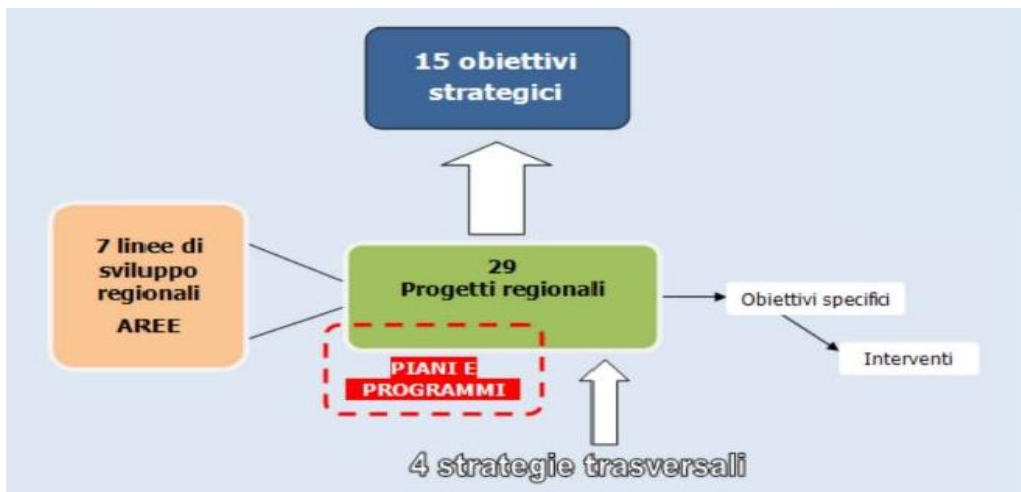 15 obiettivi
strategici
7 linee di
sviluppo
regionali
AREE
29
Progetti regionali
PIANI E
PROGRAMMI
Obiettivi specifici
Interventi
4 strategie trasversali